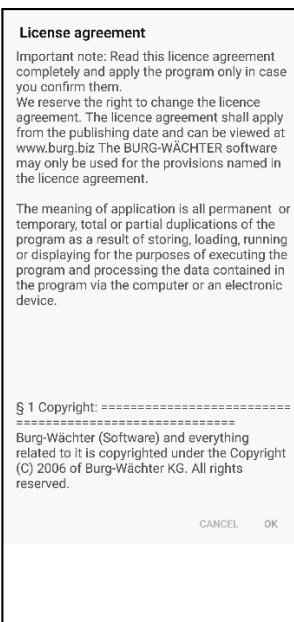 License agreement
Important note: Read this licence agreement
completely and apply the program only in case
you confirm them.
We reserve the right to change the licence
agreement. The licence agreement shall apply
from the publishing date and can be viewed at
www.burg.biz The BURG-WÄCHTER software
may only be used for the provisions named in
the licence agreement.
The meaning of application is all permanent or
temporary, total or partial duplications of the
program as a result of storing, loading, running
or displaying for the purposes of executing the
program and processing the data contained in
the program via the computer or an electronic
device.
§ 1 Copyright: ==========================
==============================
Burg-Wächter (Software) and everything
related to it is copyrighted under the Copyright
(C) 2006 of Burg-Wächter KG. All rights
reserved.
CANCEL OK